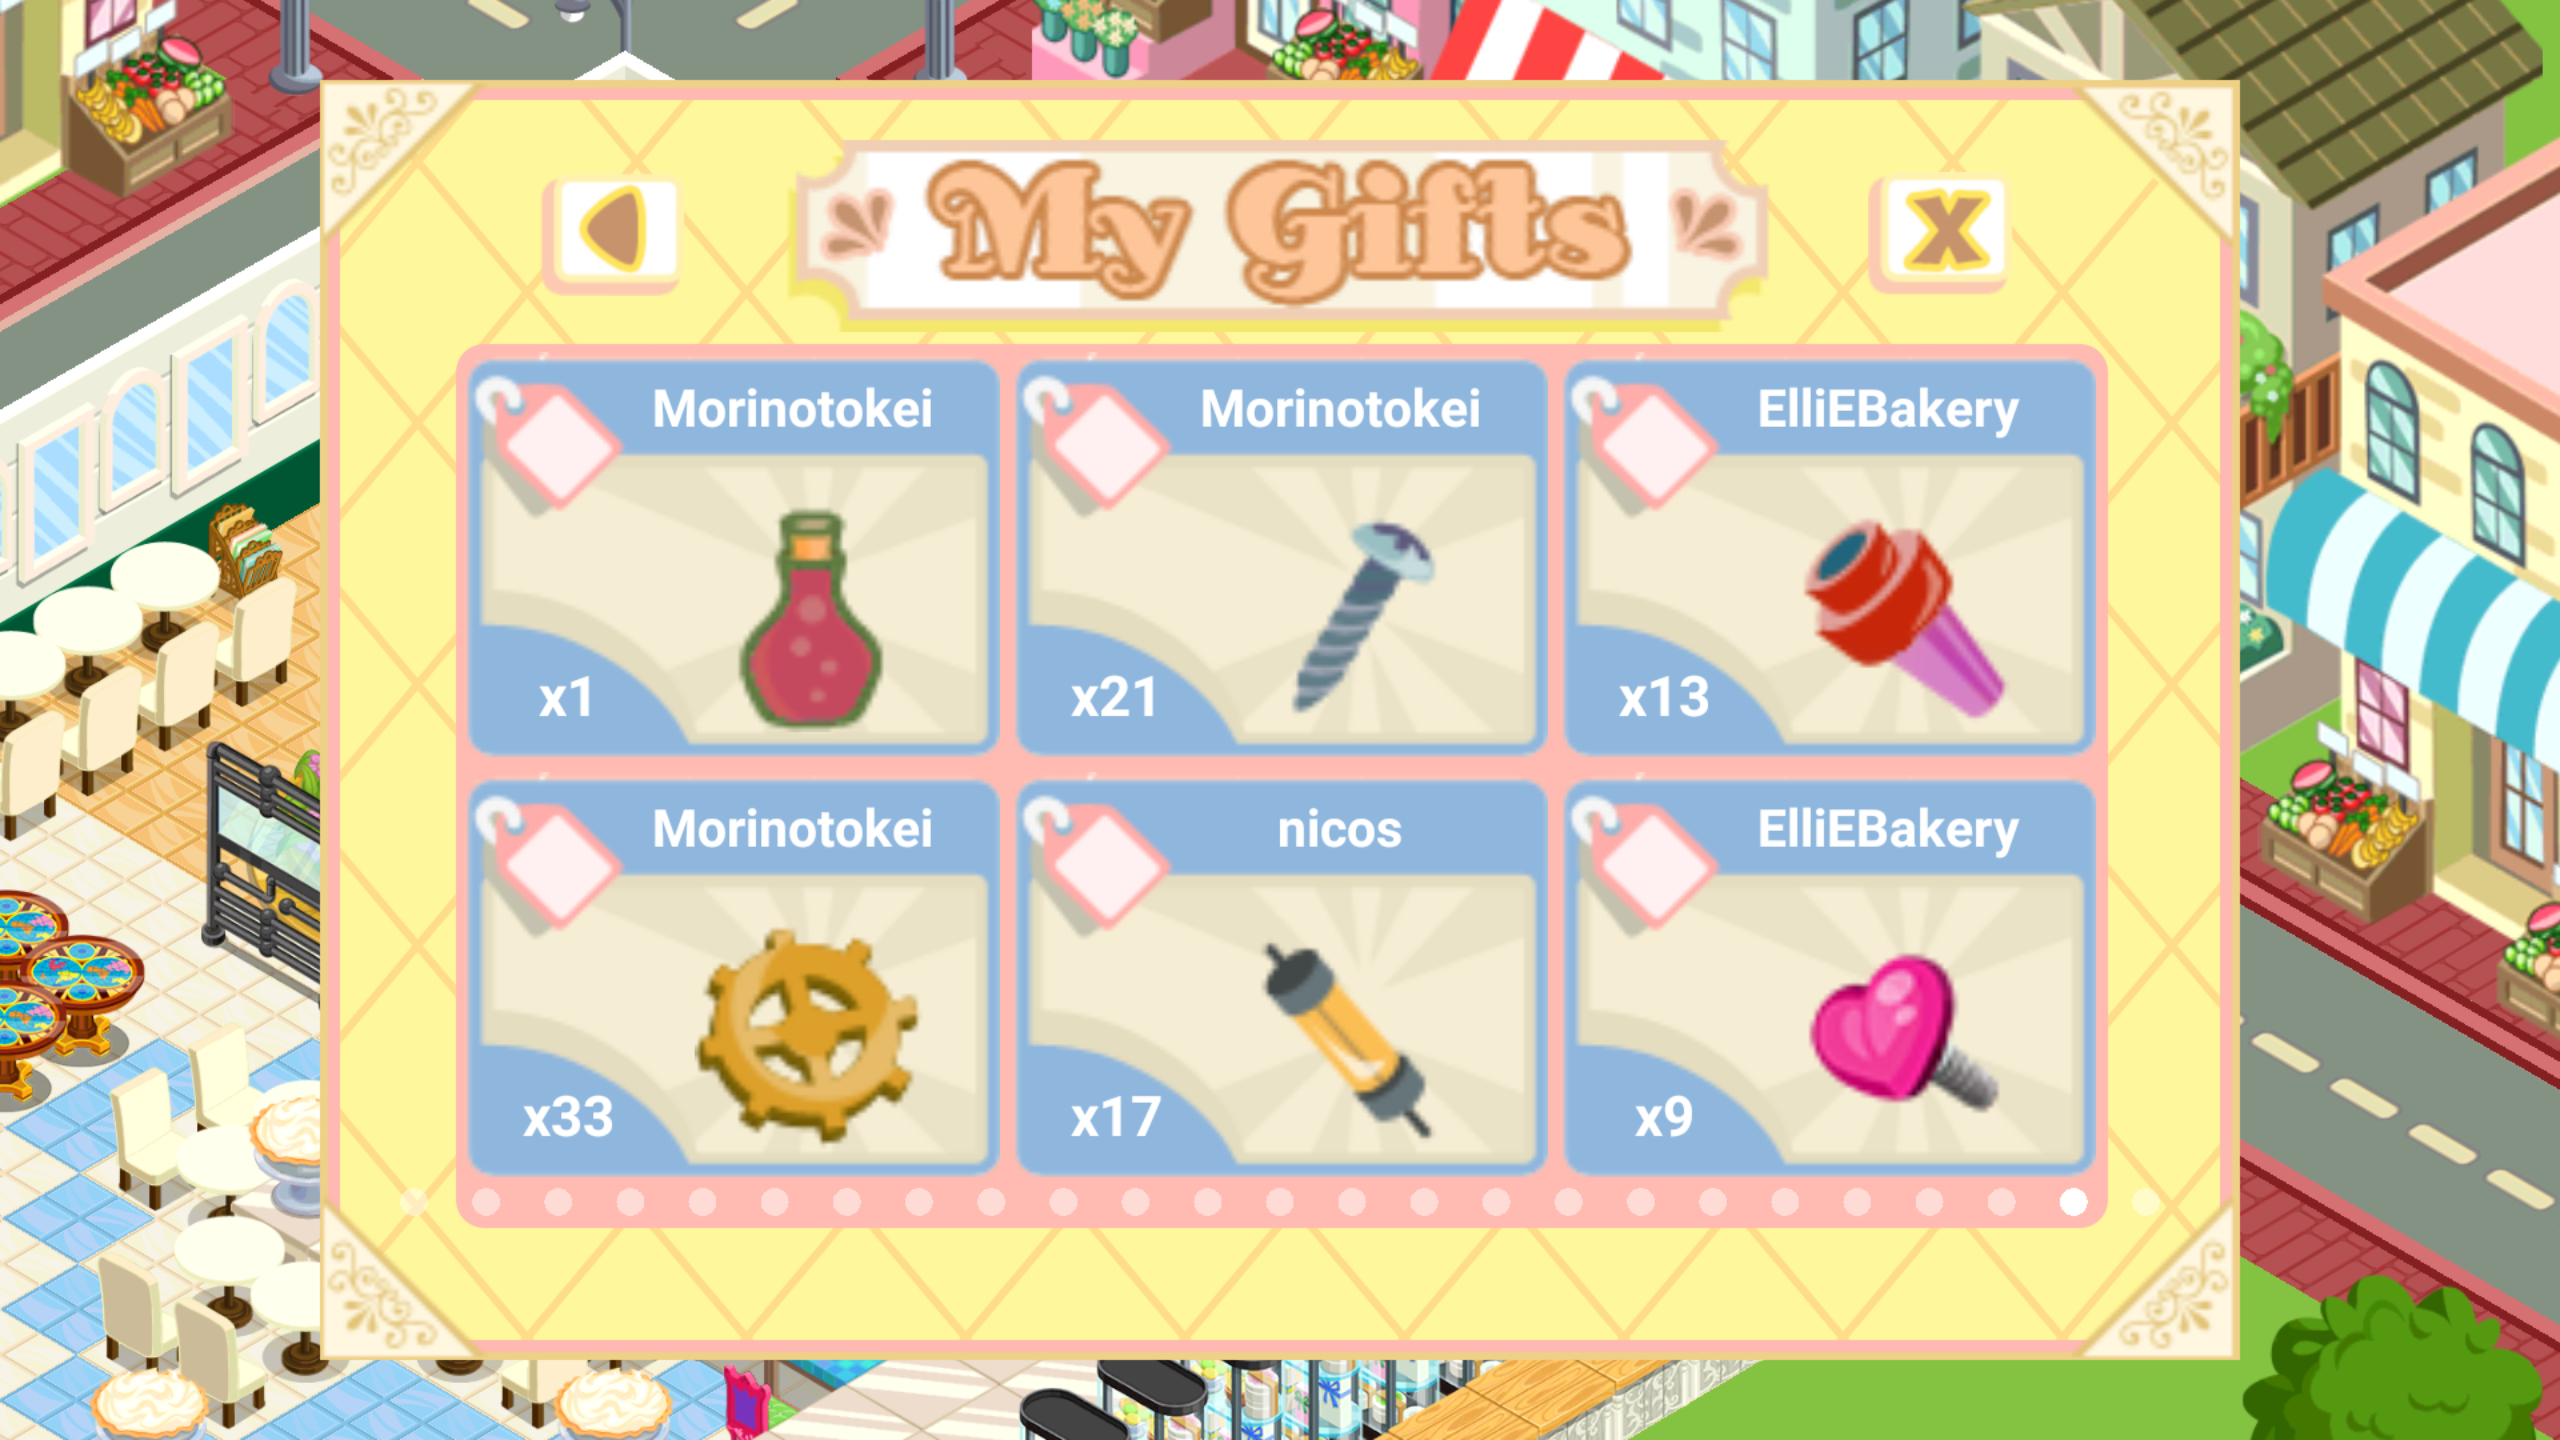 My Gifts
X
Morinotokei
x1
Morinotokei
x21
ElliEBakery
x13
Morinotokei
x33
nicos
x17
ElliEBakery
x9